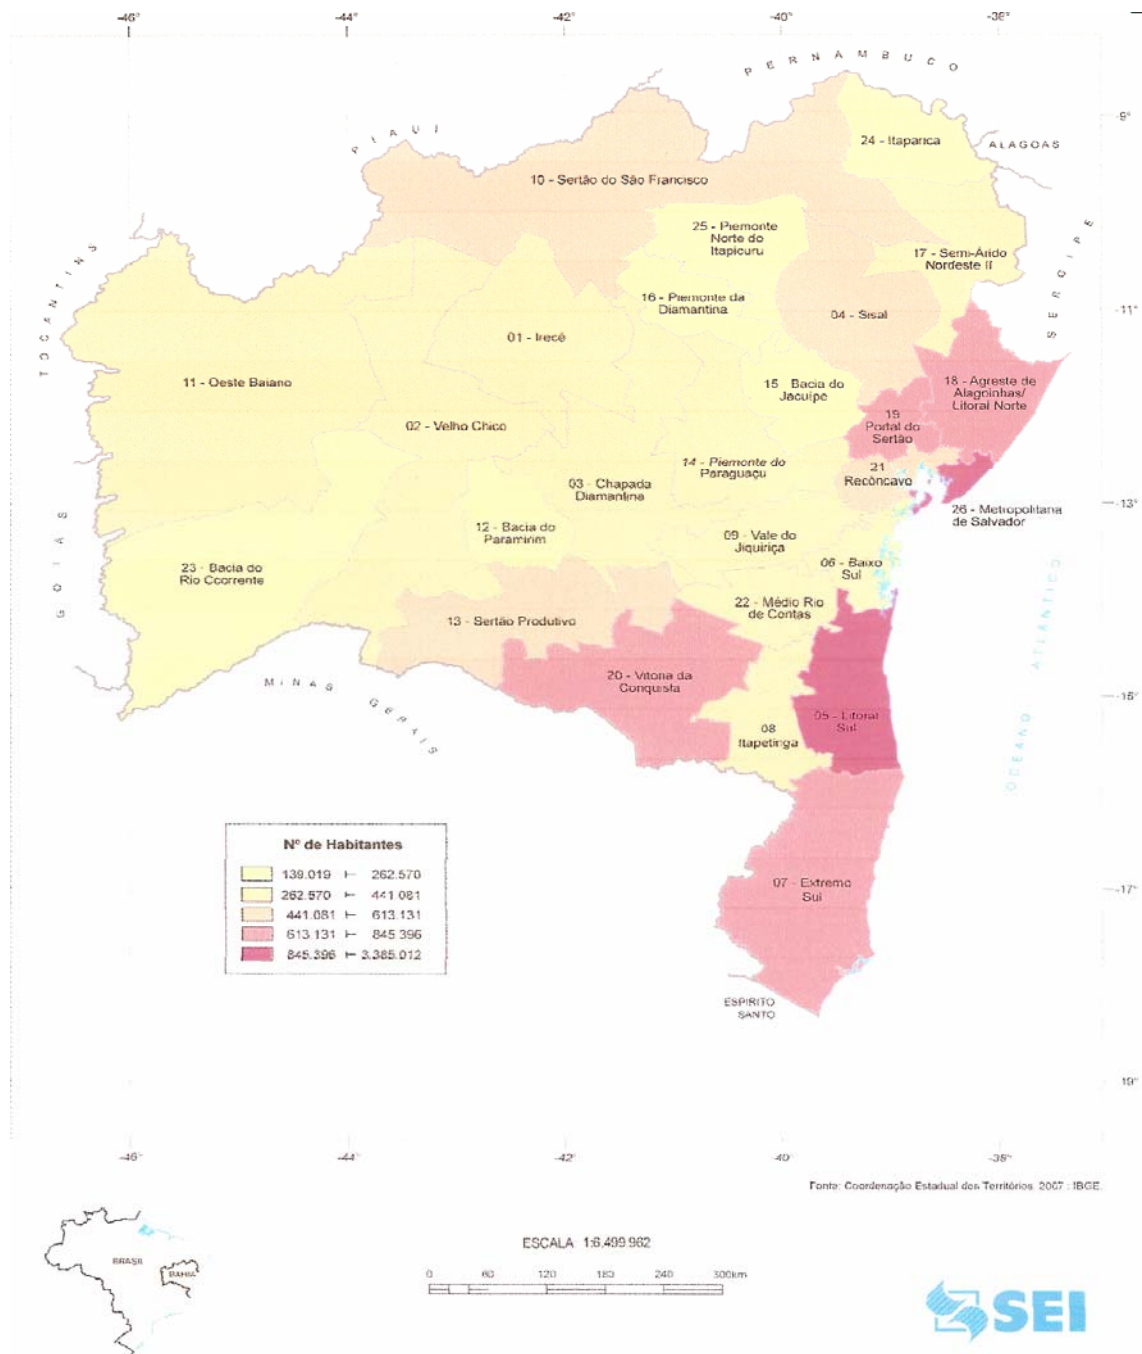 -46° -44° -42° -40° -38°
PERNAMBUCO
PIAUI
-9°
24 - Itaparica
ALAGOAS
10 - Sertão do São Francisco
25 - Piemonte
Norte do
Itapicuru
17 - Semi-Árido
Nordeste II
TOCANTINS
SERGIPE
16 - Piemonte da
Diamantina
-11°
04 - Sisal
01 - Irecê
11 - Oeste Baiano
15 - Bacia do
Jacuípe
18 - Agreste de
Alagoinhas/
Litoral Norte
19
Portal do
Sertão
02 - Velho Chico
14 - Piemonte do
Paraguaçu
21
Recôncavo
03 - Chapada
Diamantina
-13°
26 - Metropolitana
de Salvador
12 - Bacia do
Paramirim
09 - Vale do
Jiquiriça
GOIÁS
23 - Bacia do
Rio Ccorrente
06 - Baixo
Sul
22 - Médio Rio
de Contas
13 - Sertão Produtivo
OCEANO ATLANTICO
MINAS GERAIS
20 - Vitoria da
Conquista
-15°
05 - Litoral
Sul
08
Itapetinga
Nº de Habitantes
139.019 ⊢ 262.570
262.570 ⊢ 441.081
441.081 ⊢ 613.131
613.131 ⊢ 845.396
845.396 ⊢ 3.385.012
07 - Extremo
Sul
-17°
ESPIRITO
SANTO
-19°
-46° -44° -42° -40° -38°
Fonte: Coordenação Estadual dos Territórios, 2007 : IBGE.
ESCALA 1:6.499.962
BRASIL
BAHIA
0 60 120 180 240 300km
SEI